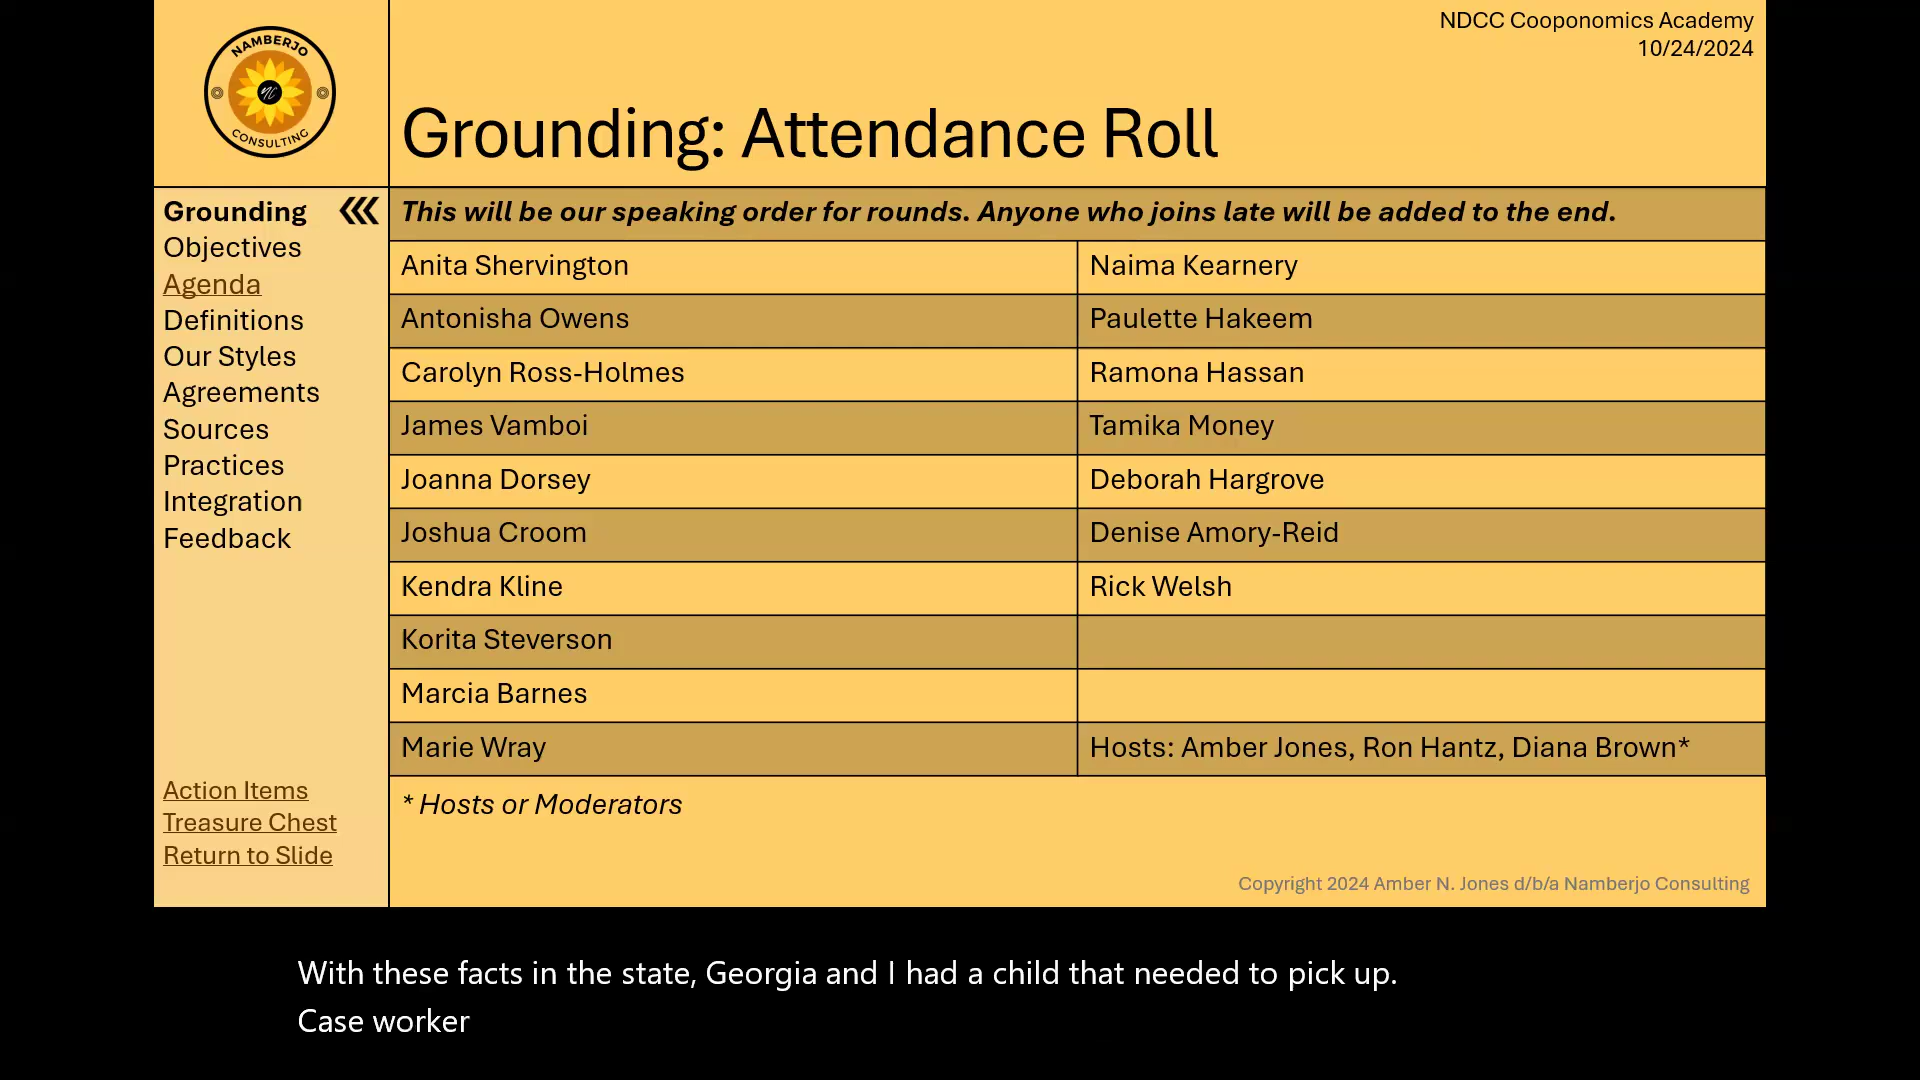 NAMBERJO
NC
CONSULTING
NDCC Cooponomics Academy
10/24/2024
Grounding: Attendance Roll
Grounding
Objectives
Agenda
Definitions
Our Styles
Agreements
Sources
Practices
Integration
Feedback
Action Items
Treasure Chest
Return to Slide
This will be our speaking order for rounds. Anyone who joins late will be added to the end.
Anita Shervington
Naima Kearnery
Antonisha Owens
Paulette Hakeem
Carolyn Ross-Holmes
Ramona Hassan
James Vamboi
Tamika Money
Joanna Dorsey
Deborah Hargrove
Joshua Croom
Denise Amory-Reid
Kendra Kline
Rick Welsh
Korita Steverson
Marcia Barnes
Marie Wray
Hosts: Amber Jones, Ron Hantz, Diana Brown*
* Hosts or Moderators
Copyright 2024 Amber N. Jones d/b/a Namberjo Consulting
With these facts in the state, Georgia and I had a child that needed to pick up.
Case worker